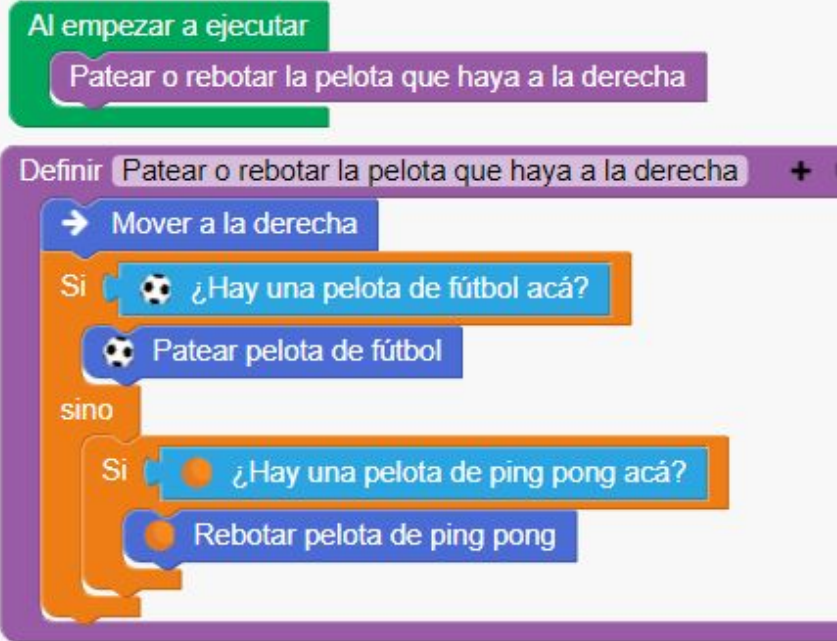 Al empezar a ejecutar
Patear o rebotar la pelota que haya a la derecha
Definir Patear o rebotar la pelota que haya a la derecha +
Mover a la derecha
Si ¿Hay una pelota de fútbol acá?
Patear pelota de fútbol
sino
Si ¿Hay una pelota de ping pong acá?
Rebotar pelota de ping pong